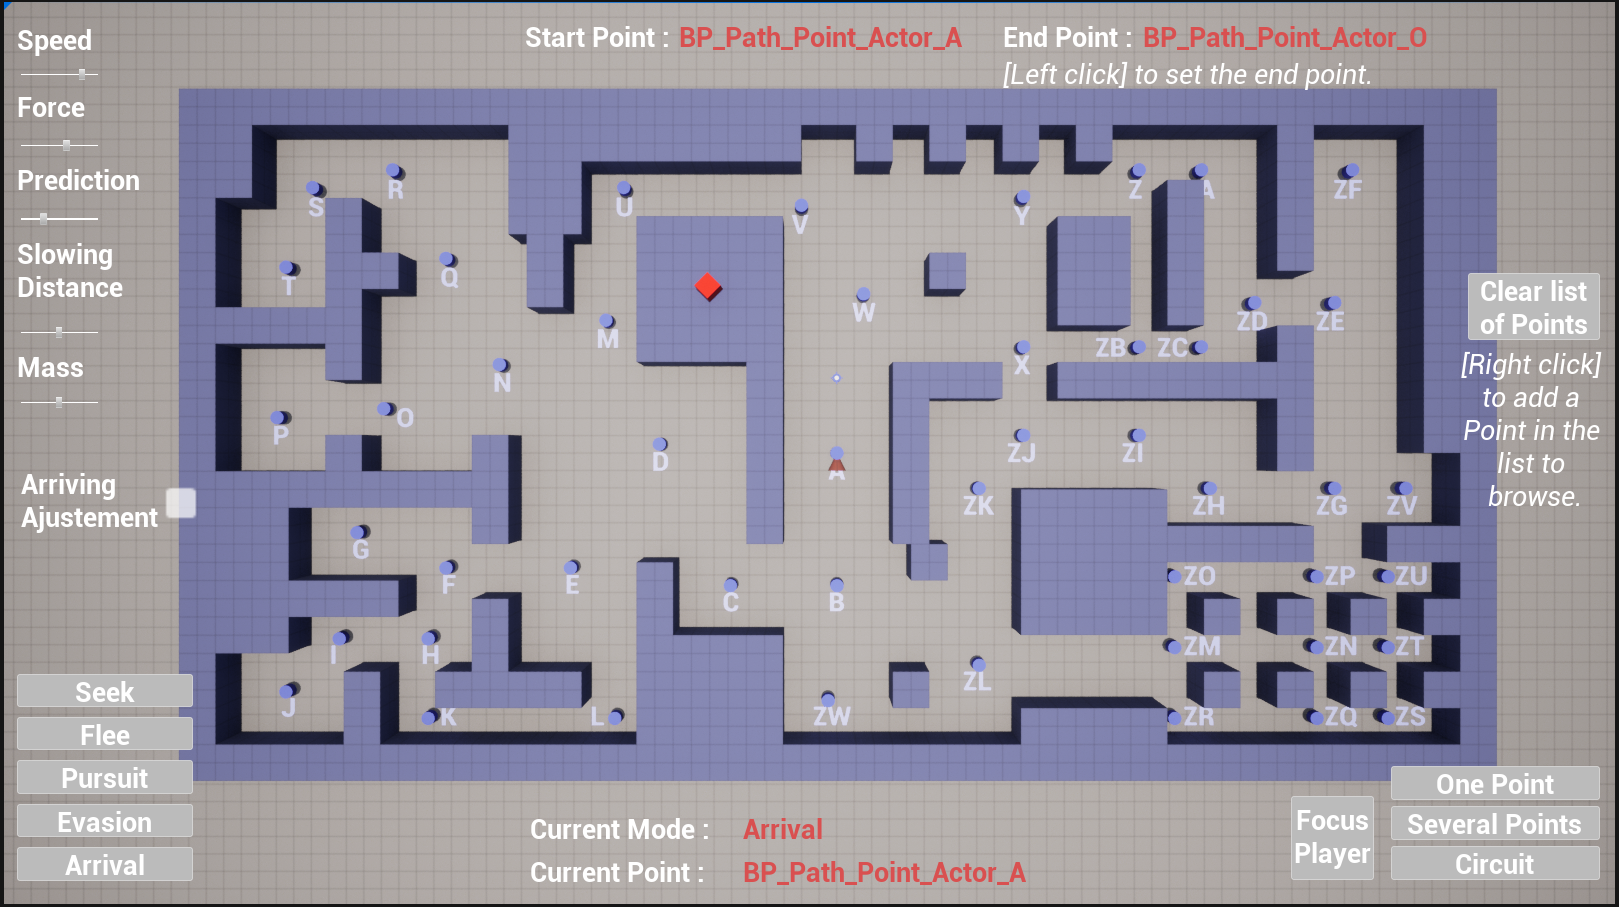 Speed
Start Point : BP_Path_Point_Actor_A
End Point : BP_Path_Point_Actor_O
[Left click] to set the end point.
Force
Prediction
Slowing
Distance
Mass
Arriving
Ajustement
R
S
U
V
Y
Z
A
ZF
T
Q
M
W
ZD
ZE
N
X
ZB
ZC
Clear list
of Points
[Right click]
to add a
Point in the
list to
browse.
P
O
D
A
ZJ
ZI
ZK
ZH
ZG
ZV
G
F
E
C
B
ZO
ZP
ZU
I
H
ZM
ZN
ZT
J
K
L
ZW
ZL
ZR
ZQ
ZS
Seek
Flee
Pursuit
Evasion
Arrival
Current Mode : Arrival
Current Point : BP_Path_Point_Actor_A
Focus
Player
One Point
Several Points
Circuit